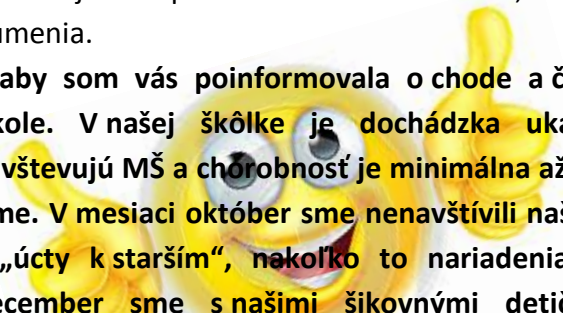 umenia.
aby som vás poinformovala o chode a č
kole. V našej škôlke je dochádzka uka
vštevujú MŠ a chorobnosť je minimálna až
me. V mesiaci október sme nenavštívili naš
„úcty k starším“, nakoľko to nariadenia
ecember sme s našimi šikovnými detič